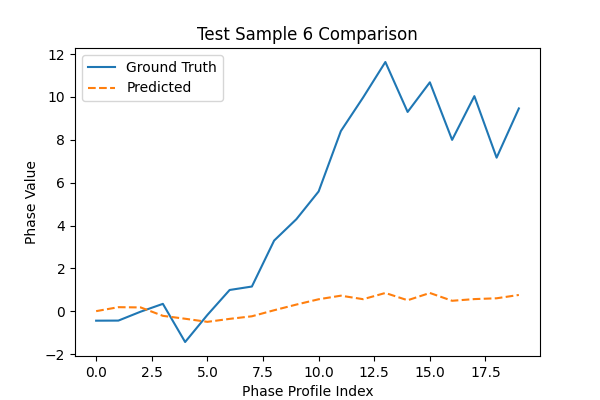 Test Sample 6 Comparison
Ground Truth
Predicted
Phase Value
12
10
8
6
4
2
0
−2
0.0 2.5 5.0 7.5 10.0 12.5 15.0 17.5
Phase Profile Index